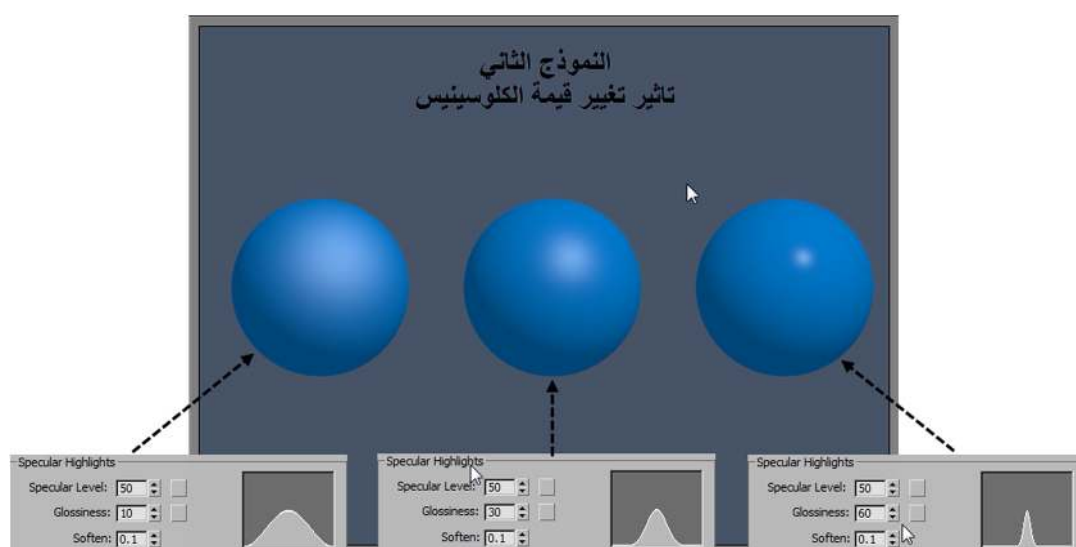 النموذج الثاني
تاثير تغيير قيمة الكلوسينيس
Specular Highlights
Specular Level: 50
Glossiness: 10
Soften: 0.1
Specular Highlights
Specular Level: 50
Glossiness: 30
Soften: 0.1
Specular Highlights
Specular Level: 50
Glossiness: 60
Soften: 0.1